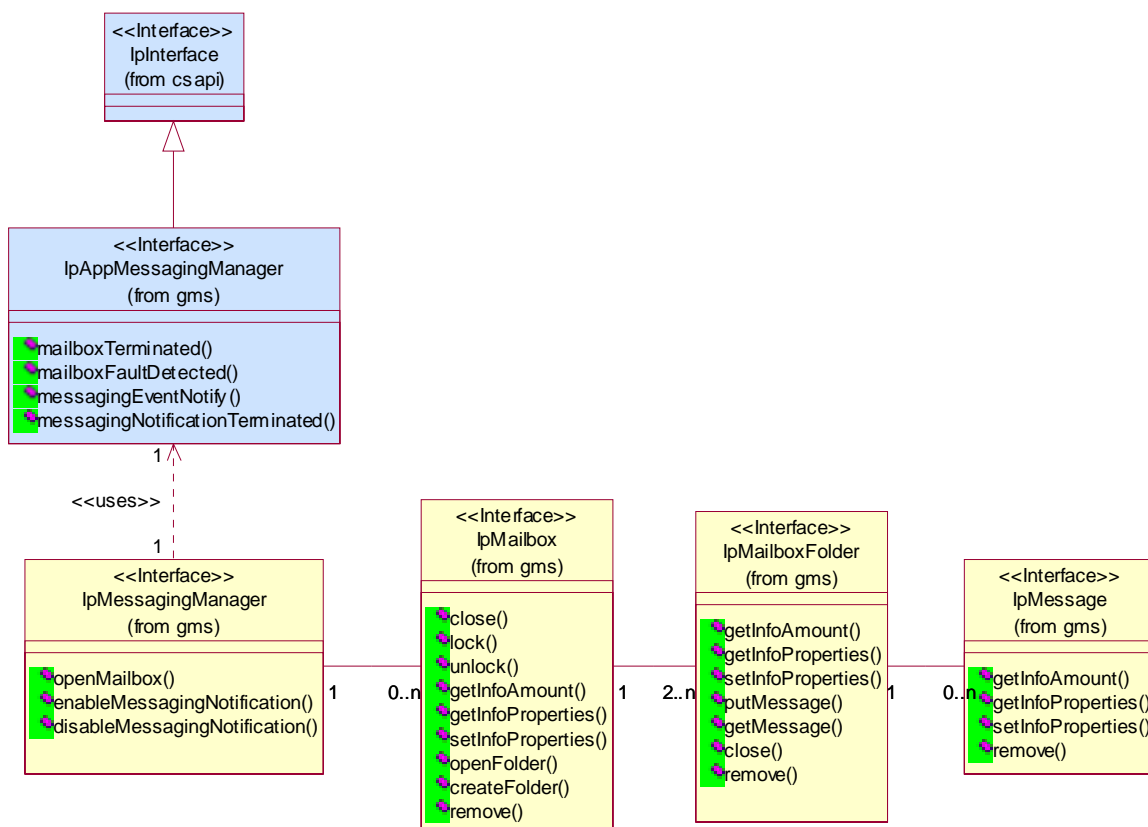 <<Interface>>
IpInterface
(from csapi)
<<Interface>>
IpAppMessagingManager
(from gms)
mailboxTerminated()
mailboxFaultDetected()
messagingEventNotify()
messagingNotificationTerminated()
1
<<uses>>
1
<<Interface>>
IpMessagingManager
(from gms)
openMailbox()
enableMessagingNotification()
disableMessagingNotification()
1
0..n
<<Interface>>
IpMailbox
(from gms)
close()
lock()
unlock()
getInfoAmount()
getInfoProperties()
setInfoProperties()
openFolder()
createFolder()
remove()
1
2..n
<<Interface>>
IpMailboxFolder
(from gms)
getInfoAmount()
getInfoProperties()
setInfoProperties()
putMessage()
getMessage()
close()
remove()
1
0..n
<<Interface>>
IpMessage
(from gms)
getInfoAmount()
getInfoProperties()
setInfoProperties()
remove()